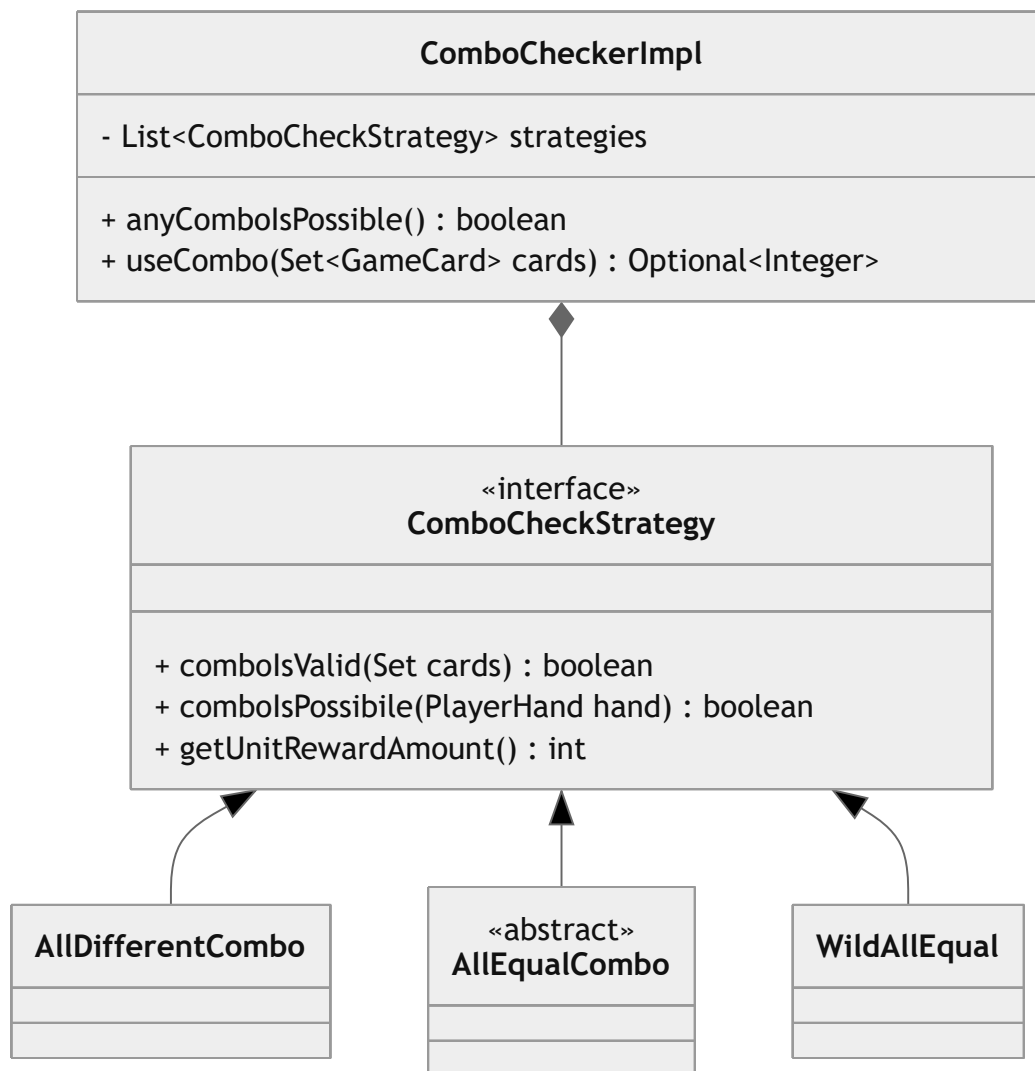 ComboCheckerImpl
- List<ComboCheckStrategy> strategies
+ anyComboIsPossible() : boolean
+ useCombo(Set<GameCard> cards) : Optional<Integer>
«interface»
ComboCheckStrategy
+ comboIsValid(Set cards) : boolean
+ comboIsPossibile(PlayerHand hand) : boolean
+ getUnitRewardAmount() : int
AllDifferentCombo
«abstract»
AllEqualCombo
WildAllEqual